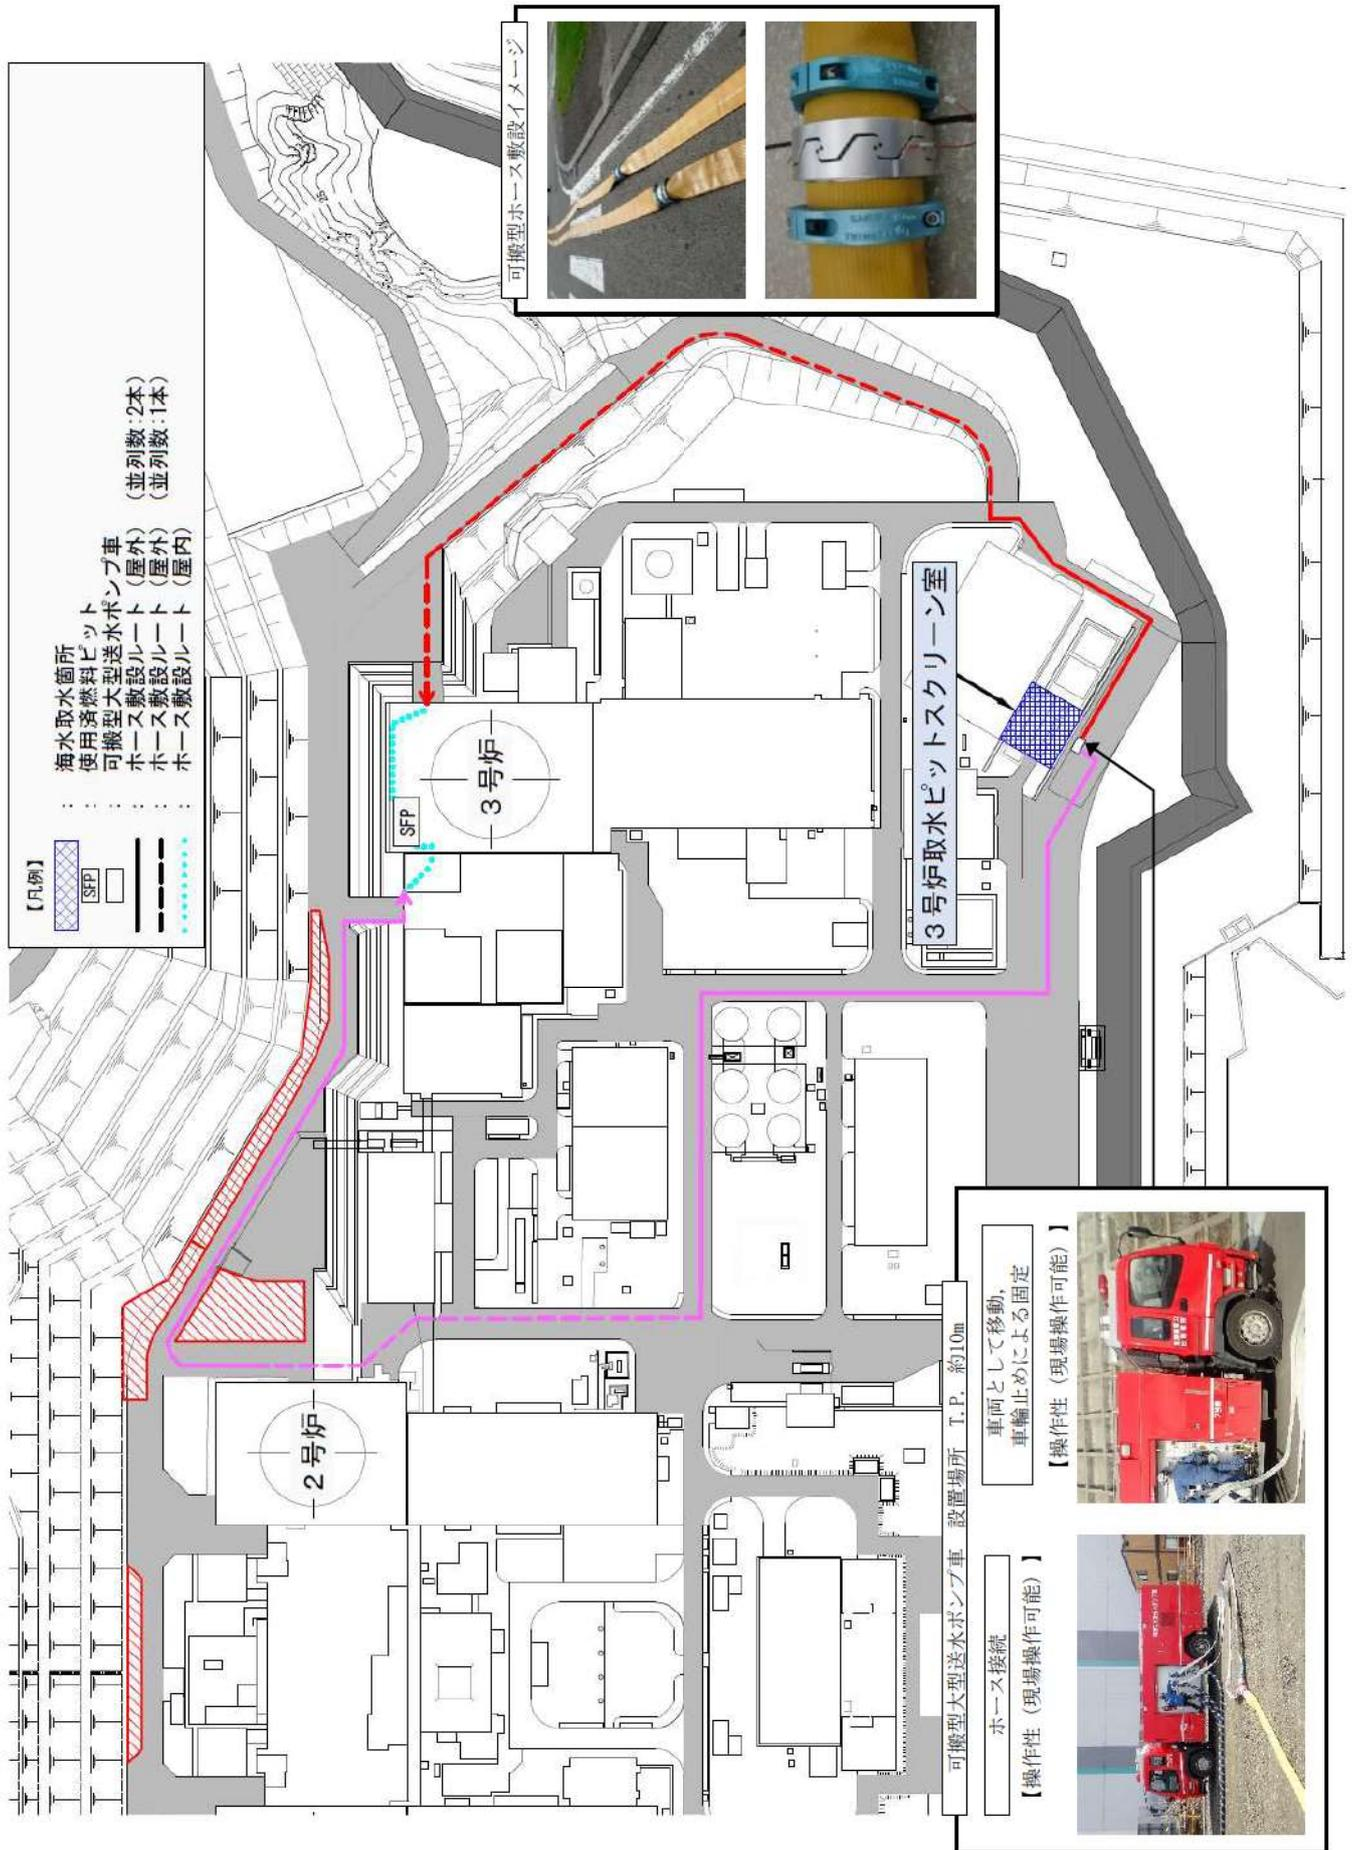 【凡例】
: 海水取水箇所
SFP : 使用済燃料ピット
: 可搬型大型送水ポンプ車
: ホース敷設ルート（屋外）（並列数：2本）
: ホース敷設ルート（屋外）（並列数：1本）
: ホース敷設ルート（屋内）
可搬型ホース敷設イメージ
SFP
3号炉
2号炉
3号炉取水ピットスクリーン室
可搬型大型送水ポンプ車　設置場所　T.P. 約10m
ホース接続
【操作性（現場操作可能）】
車両として移動，
車輪止めによる固定
【操作性（現場操作可能）】